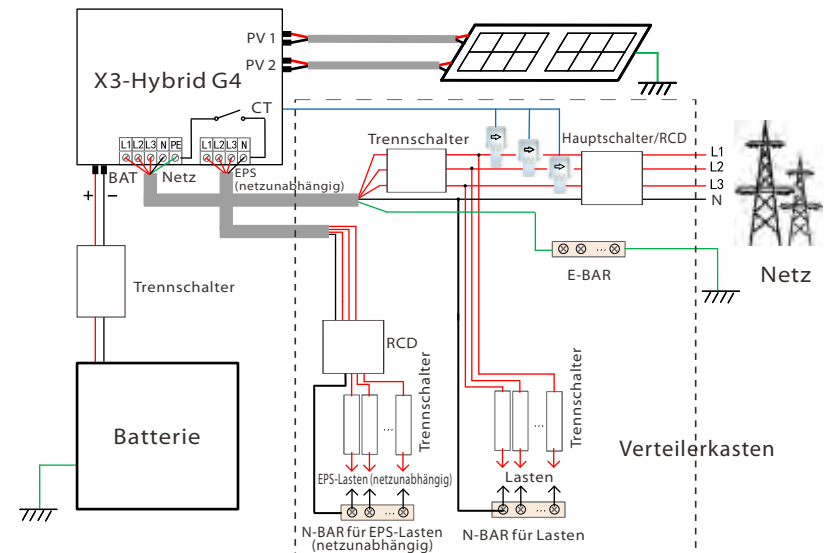 PV 1
X3-Hybrid G4
PV 2
CT
L1 L2 L3 N PE
L1 L2 L3 N
BAT
Netz
EPS
(netzunabhängig)
+
−
Trennschalter
Hauptschalter/RCD
L1
L2
L3
N
E-BAR
Netz
Trennschalter
RCD
Trennschalter
Trennschalter
...
...
Batterie
Verteilerkasten
EPS-Lasten (netzunabhängig)
Lasten
...
...
N-BAR für EPS-Lasten
(netzunabhängig)
N-BAR für Lasten